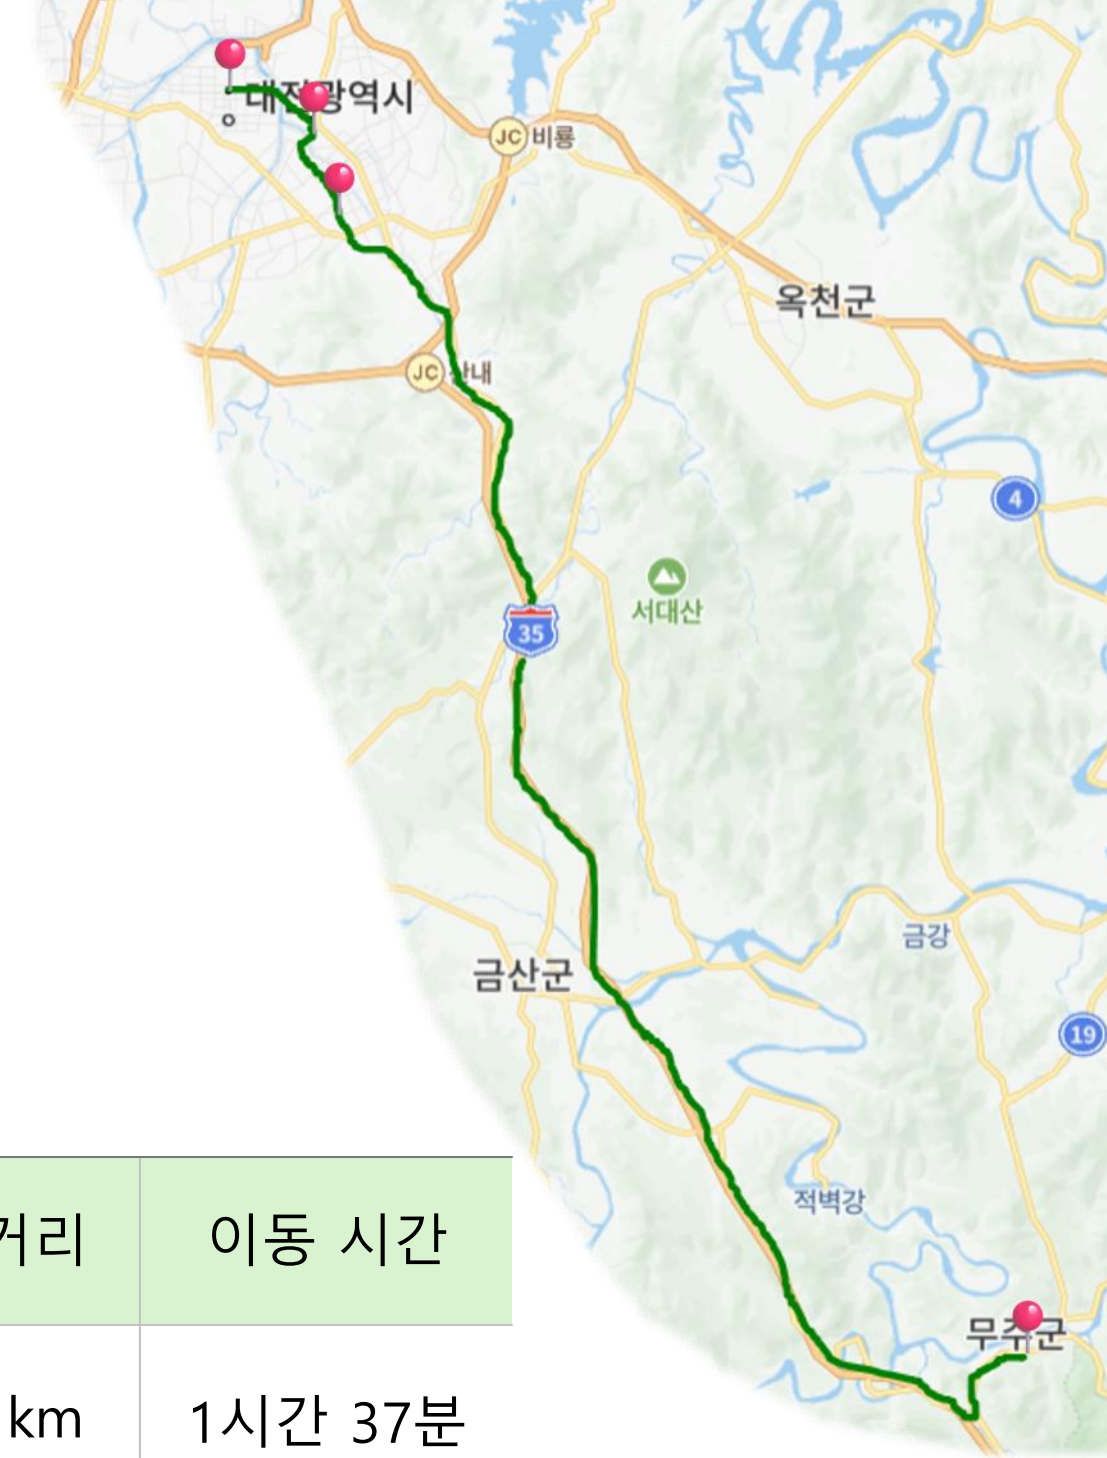 대전광역시
JC 비룡
옥천군
JC 산내
4
서대산
35
금강
금산군
19
적벽강
거리 이동 시간
무주군
km 1시간 37분